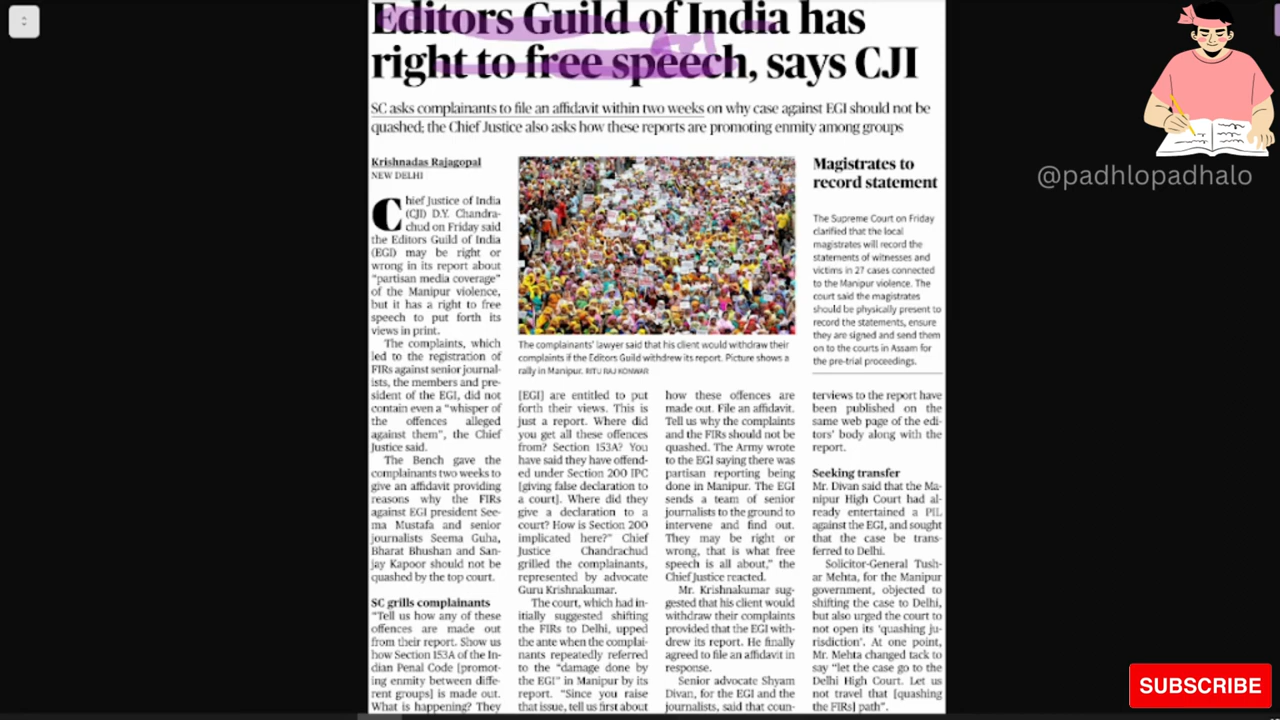 Editors Guild of India has
right to free speech, says CJI
SC asks complainants to file an affidavit within two weeks on why case against EGI should not be
quashed; the Chief Justice also asks how these reports are promoting enmity among groups
Krishnadas Rajagopal
NEW DELHI
Chief Justice of India
(CJI) D.Y. Chandra-
chud on Friday said
the Editors Guild of India
(EGI) may be right or
wrong in its report about
"partisan media coverage"
of the Manipur violence,
but it has a right to free
speech to put forth its
views in print.
The complaints, which
led to the registration of
FIRs against senior journal-
ists, the members and pre-
sident of the EGI, did not
contain even a "whisper of
the offences alleged
against them", the Chief
Justice said.
The Bench gave the
complainants two weeks to
give an affidavit providing
reasons why the FIRs
against EGI president See-
ma Mustafa and senior
journalists Seema Guha,
Bharat Bhushan and San-
jay Kapoor should not be
quashed by the top court.
SC grills complainants
"Tell us how any of these
offences are made out
from their report. Show us
how Section 153A of the In-
dian Penal Code [promot-
ing enmity between diffe-
rent groups] is made out.
What is happening? They
The complainants' lawyer said that his client would withdraw their
complaints if the Editors Guild withdrew its report. Picture shows a
rally in Manipur. RITU RAJ KONWAR
[EGI] are entitled to put
forth their views. This is
just a report. Where did
you get all these offences
from? Section 153A? You
have said they have offend-
ed under Section 200 IPC
[giving false declaration to
a court]. Where did they
give a declaration to a
court? How is Section 200
implicated here?" Chief
Justice Chandrachud
grilled the complainants,
represented by advocate
Guru Krishnakumar.
The court, which had in-
itially suggested shifting
the FIRs to Delhi, upped
the ante when the complai-
nants repeatedly referred
to the "damage done by
the EGI" in Manipur by its
report. "Since you raise
that issue, tell us first about
how these offences are
made out. File an affidavit.
Tell us why the complaints
and the FIRs should not be
quashed. The Army wrote
to the EGI saying there was
partisan reporting being
done in Manipur. The EGI
sends a team of senior
journalists to the ground to
intervene and find out.
They may be right or
wrong, that is what free
speech is all about," the
Chief Justice reacted.
Mr. Krishnakumar sug-
gested that his client would
withdraw their complaints
provided that the EGI with-
drew its report. He finally
agreed to file an affidavit in
response.
Senior advocate Shyam
Divan, for the EGI and the
journalists, said that coun-
Magistrates to
record statement
The Supreme Court on Friday
clarified that the local
magistrates will record the
statements of witnesses and
victims in 27 cases connected
to the Manipur violence. The
court said the magistrates
should be physically present to
record the statements, ensure
they are signed and send them
on to the courts in Assam for
the pre-trial proceedings.
terviews to the report have
been published on the
same web page of the edi-
tors' body along with the
report.
Seeking transfer
Mr. Divan said that the Ma-
nipur High Court had al-
ready entertained a PIL
against the EGI, and sought
that the case be trans-
ferred to Delhi.
Solicitor-General Tush-
ar Mehta, for the Manipur
government, objected to
shifting the case to Delhi,
but also urged the court to
not open its 'quashing ju-
risdiction'. At one point,
Mr. Mehta changed tack to
say "let the case go to the
Delhi High Court. Let us
not travel that [quashing
the FIRs] path".
@padhlopadhalo
SUBSCRIBE